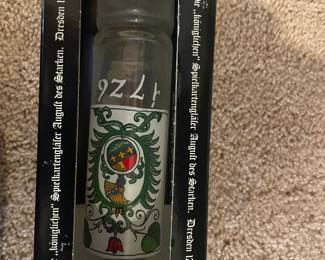 „königlichen“ Spielkartengläser August des Starken. Dresden
1726
„königlichen“ Spielkartengläser August des Starken. Dresden